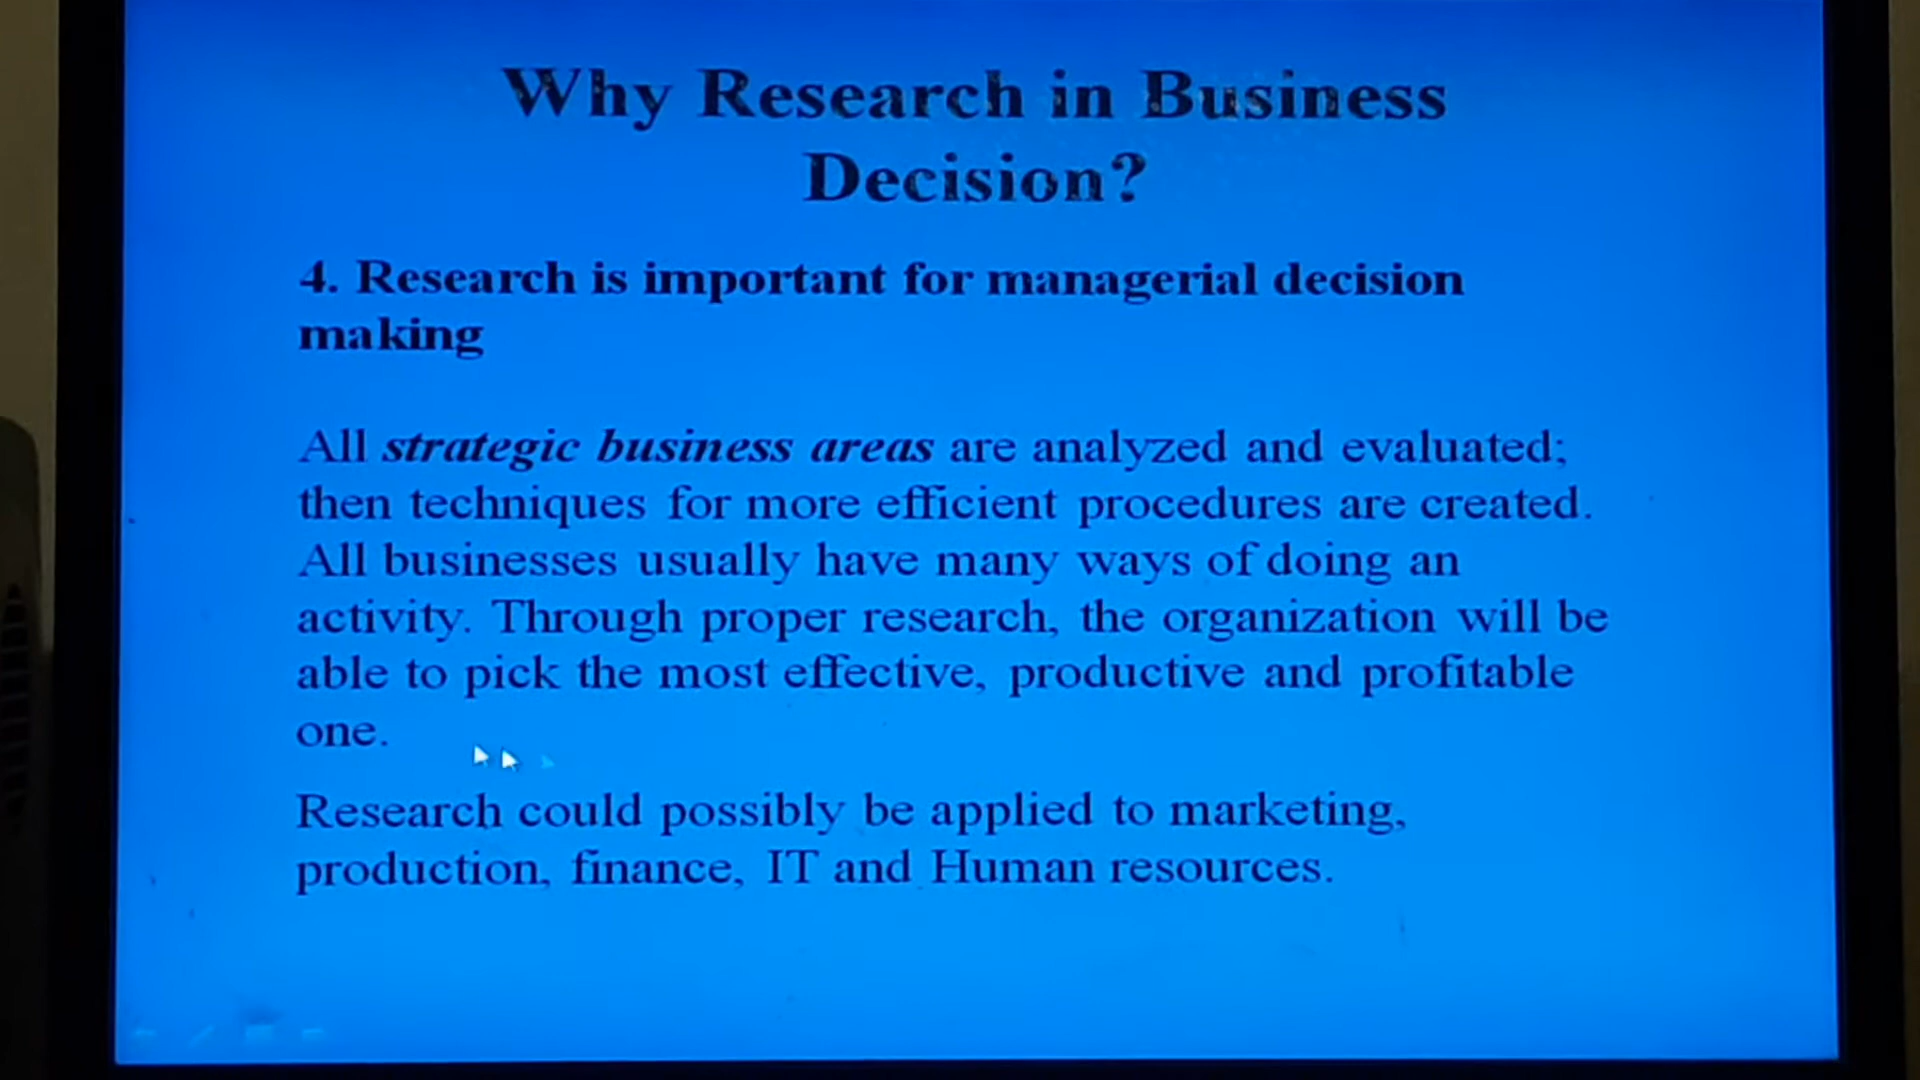 Why Research in Business
Decision?
4. Research is important for managerial decision
making
All strategic business areas are analyzed and evaluated;
then techniques for more efficient procedures are created.
All businesses usually have many ways of doing an
activity. Through proper research, the organization will be
able to pick the most effective, productive and profitable
one.
Research could possibly be applied to marketing,
production, finance, IT and Human resources.